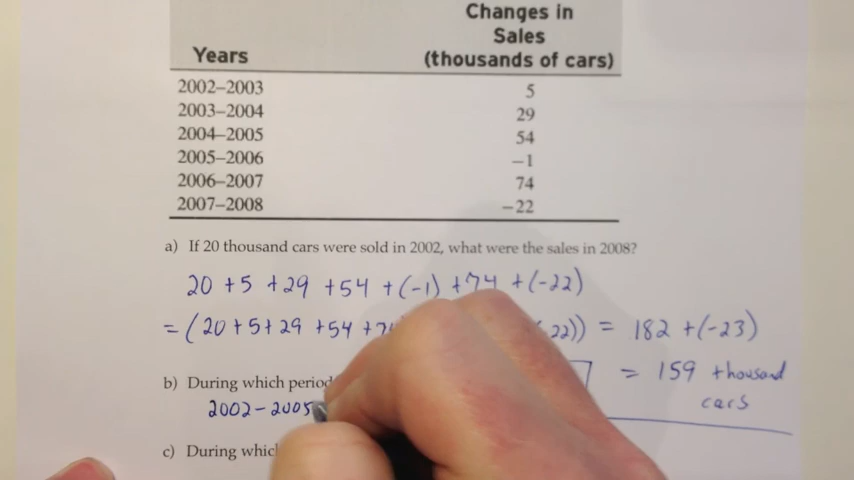 Changes in
Sales
Years (thousands of cars)
2002–2003 5
2003–2004 29
2004–2005 54
2005–2006 −1
2006–2007 74
2007–2008 −22
a) If 20 thousand cars were sold in 2002, what were the sales in 2008?
20 + 5 + 29 + 54 + (-1) + 74 + (-22)
= (20 + 5 + 29 + 54 + 22)) = 182 + (-23)
= 159 thousand
cars
b) During which
2002 - 2005
c) During